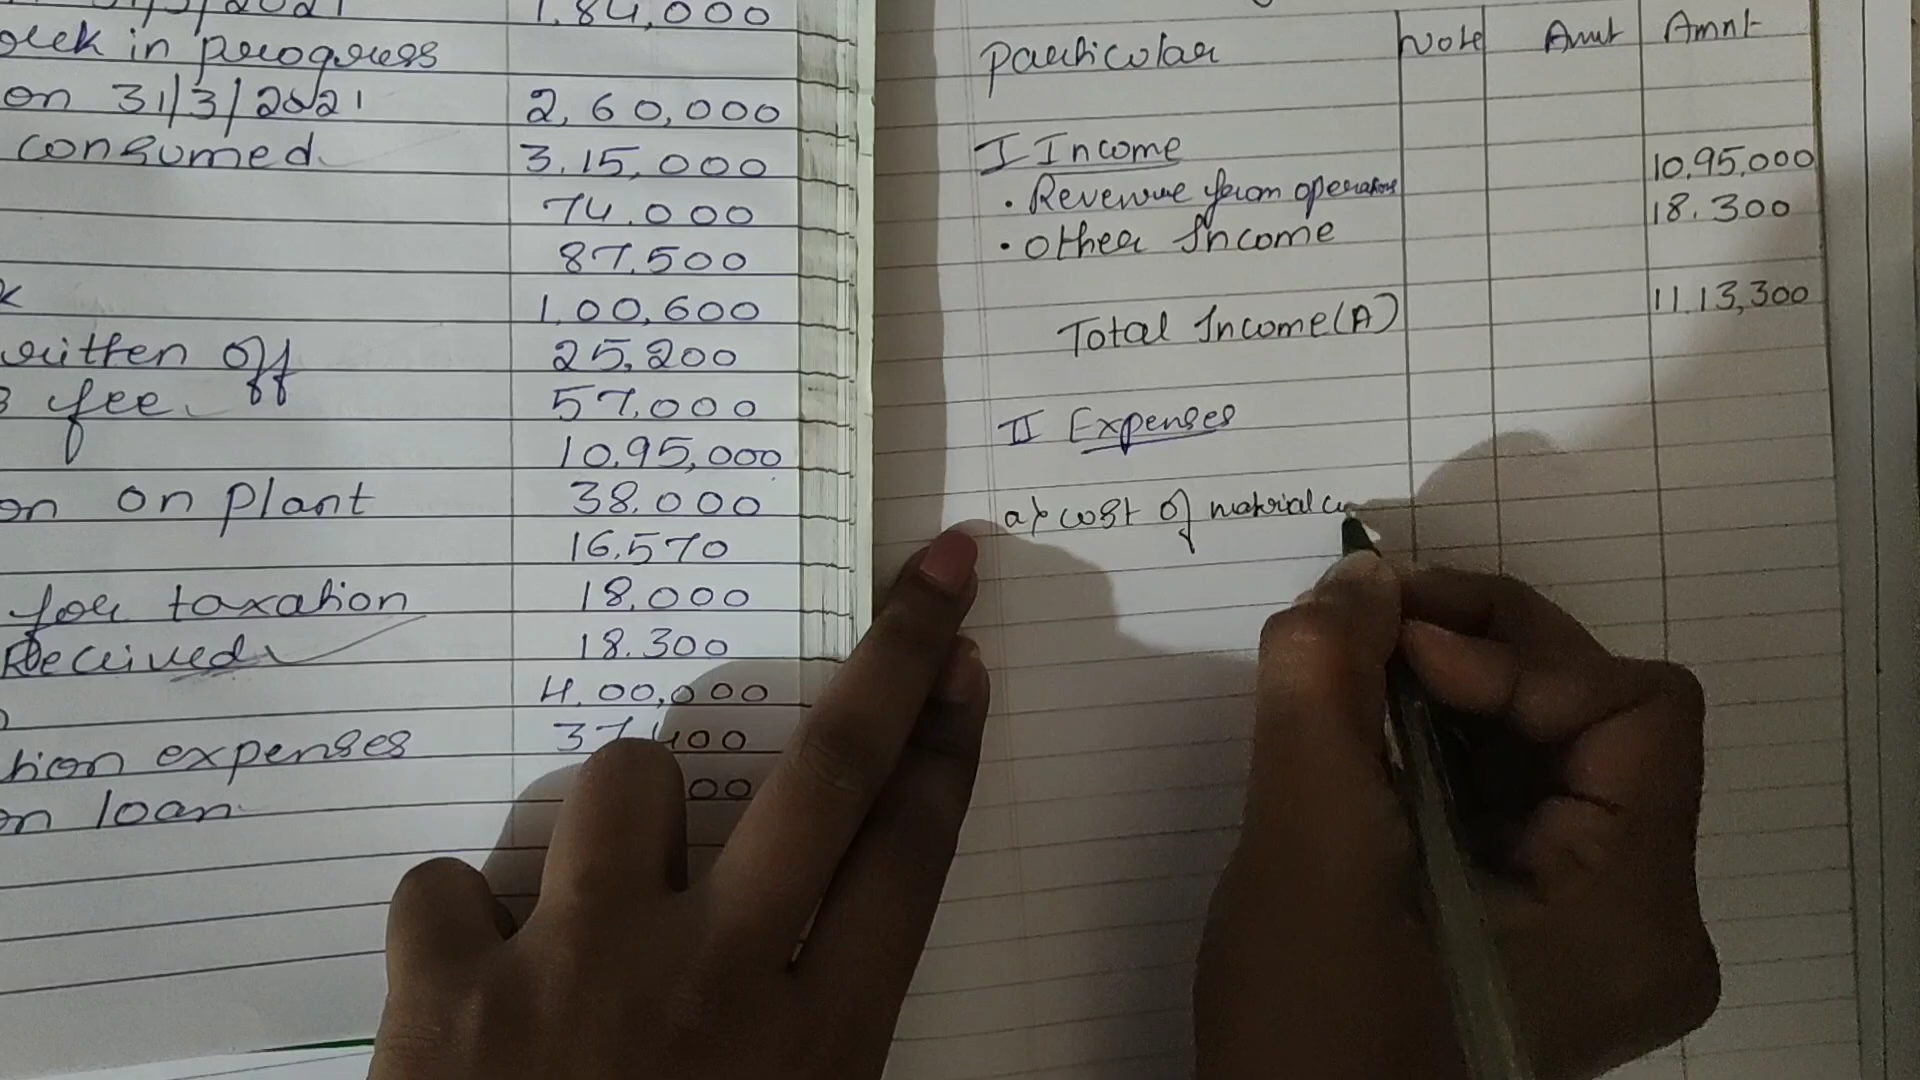 1,84,000
in progress
on 31/3/2021 2,60,000
consumed 3,15,000
74,000
87,500
1,00,600
written off 25,200
fee 57,000
10,95,000
on plant 38,000
16,570
for taxation 18,000
Received 18,300
4,00,000
expenses
on loan
Particular Note Amt Amnt
I Income
• Revenue from operations 10,95,000
• Other Income 18,300
Total Income (A) 11,13,300
II Expenses
a) cost of material